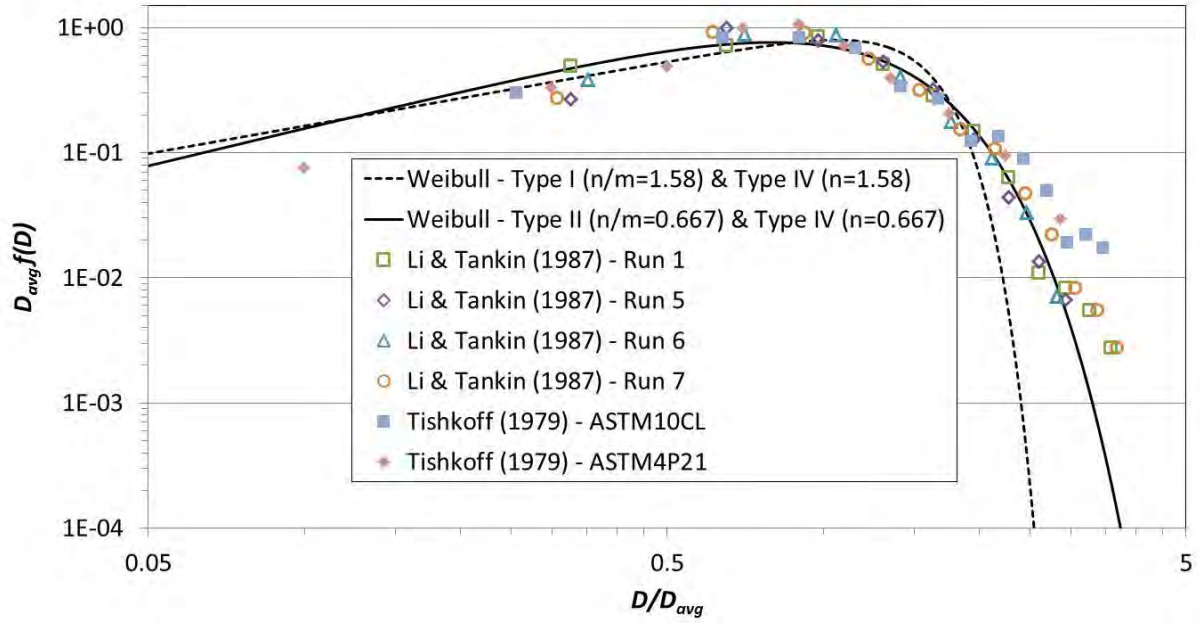 1E+00
1E-01
1E-02
1E-03
1E-04
D_avg f(D)
Weibull - Type I (n/m=1.58) & Type IV (n=1.58)
Weibull - Type II (n/m=0.667) & Type IV (n=0.667)
Li & Tankin (1987) - Run 1
Li & Tankin (1987) - Run 5
Li & Tankin (1987) - Run 6
Li & Tankin (1987) - Run 7
Tishkoff (1979) - ASTM10CL
Tishkoff (1979) - ASTM4P21
0.05 0.5 5
D/D_avg